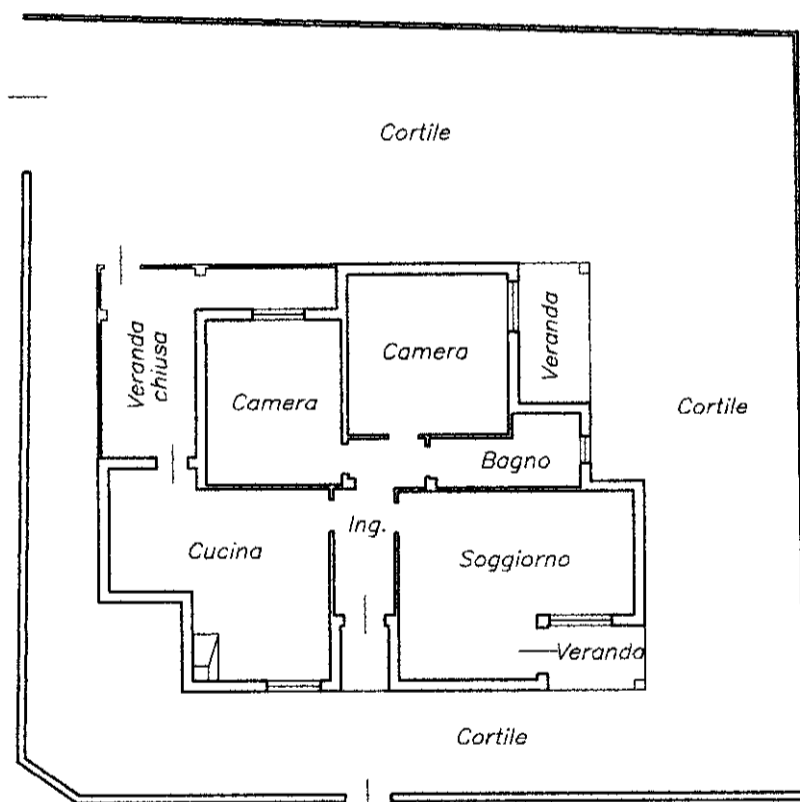 Cortile
Veranda
chiusa
Camera
Camera
Veranda
Cortile
Bagno
Ing.
Cucina
Soggiorno
Veranda
Cortile